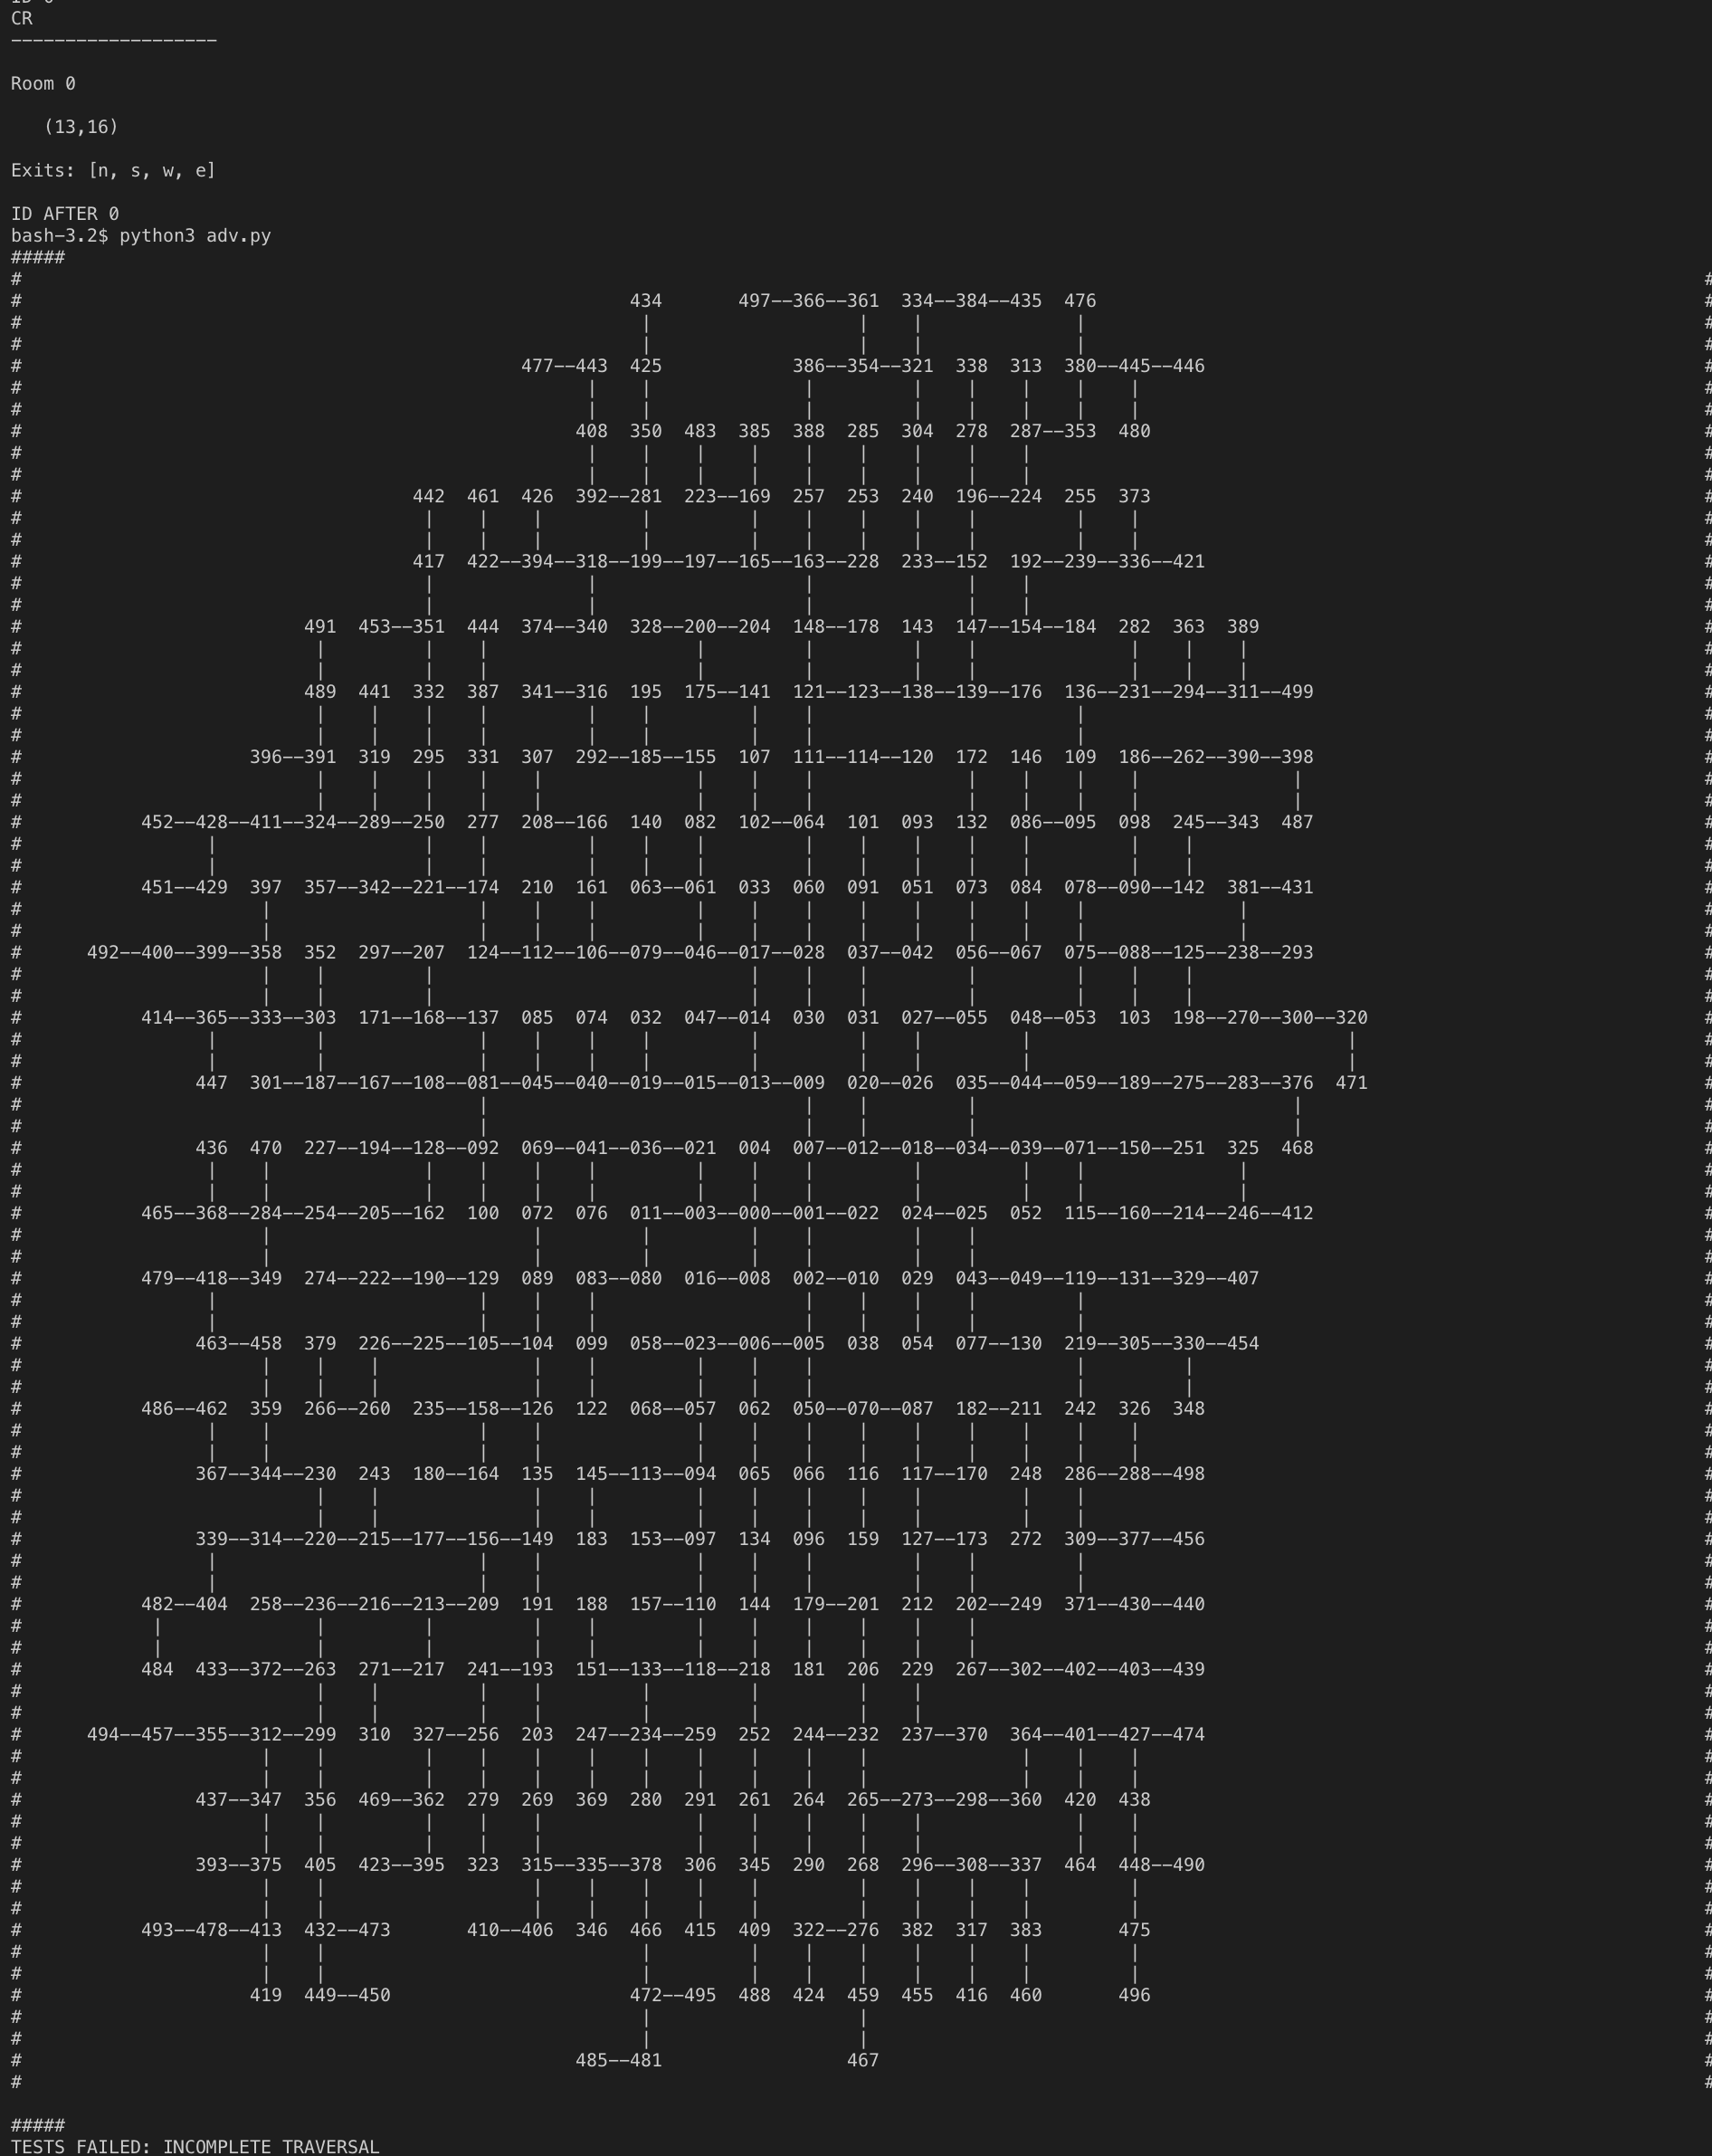 CR
-------------------

Room 0

   (13,16)

Exits: [n, s, w, e]

ID AFTER 0
bash-3.2$ python3 adv.py
#####
# #
# 434 497--366--361 334--384--435 476 #
# | | | | #
# | | | | #
# 477--443 425 386--354--321 338 313 380--445--446 #
# | | | | | | | | #
# | | | | | | | | #
# 408 350 483 385 388 285 304 278 287--353 480 #
# | | | | | | | | | #
# | | | | | | | | | #
# 442 461 426 392--281 223--169 257 253 240 196--224 255 373 #
# | | | | | | | | | | | #
# | | | | | | | | | | | #
# 417 422--394--318--199--197--165--163--228 233--152 192--239--336--421 #
# | | | | | #
# | | | | | #
# 491 453--351 444 374--340 328--200--204 148--178 143 147--154--184 282 363 389 #
# | | | | | | | | | | #
# | | | | | | | | | | #
# 489 441 332 387 341--316 195 175--141 121--123--138--139--176 136--231--294--311--499 #
# | | | | | | | | | #
# | | | | | | | | | #
# 396--391 319 295 331 307 292--185--155 107 111--114--120 172 146 109 186--262--390--398 #
# | | | | | | | | | | | | | #
# | | | | | | | | | | | | | #
# 452--428--411--324--289--250 277 208--166 140 082 102--064 101 093 132 086--095 098 245--343 487 #
# | | | | | | | | | | | | | #
# | | | | | | | | | | | | | #
# 451--429 397 357--342--221--174 210 161 063--061 033 060 091 051 073 084 078--090--142 381--431 #
# | | | | | | | | | | | | | #
# | | | | | | | | | | | | | #
# 492--400--399--358 352 297--207 124--112--106--079--046--017--028 037--042 056--067 075--088--125--238--293 #
# | | | | | | | | | | #
# | | | | | | | | | | #
# 414--365--333--303 171--168--137 085 074 032 047--014 030 031 027--055 048--053 103 198--270--300--320 #
# | | | | | | | | | | | #
# | | | | | | | | | | | #
# 447 301--187--167--108--081--045--040--019--015--013--009 020--026 035--044--059--189--275--283--376 471 #
# | | | | | #
# | | | | | #
# 436 470 227--194--128--092 069--041--036--021 004 007--012--018--034--039--071--150--251 325 468 #
# | | | | | | | | | | | | | #
# | | | | | | | | | | | | | #
# 465--368--284--254--205--162 100 072 076 011--003--000--001--022 024--025 052 115--160--214--246--412 #
# | | | | | | | #
# | | | | | | | #
# 479--418--349 274--222--190--129 089 083--080 016--008 002--010 029 043--049--119--131--329--407 #
# | | | | | | | | | #
# | | | | | | | | | #
# 463--458 379 226--225--105--104 099 058--023--006--005 038 054 077--130 219--305--330--454 #
# | | | | | | | | | | #
# | | | | | | | | | | #
# 486--462 359 266--260 235--158--126 122 068--057 062 050--070--087 182--211 242 326 348 #
# | | | | | | | | | | | | | #
# | | | | | | | | | | | | | #
# 367--344--230 243 180--164 135 145--113--094 065 066 116 117--170 248 286--288--498 #
# | | | | | | | | | | | #
# | | | | | | | | | | | #
# 339--314--220--215--177--156--149 183 153--097 134 096 159 127--173 272 309--377--456 #
# | | | | | | | | | #
# | | | | | | | | | #
# 482--404 258--236--216--213--209 191 188 157--110 144 179--201 212 202--249 371--430--440 #
# | | | | | | | | | | | #
# | | | | | | | | | | | #
# 484 433--372--263 271--217 241--193 151--133--118--218 181 206 229 267--302--402--403--439 #
# | | | | | | | | #
# | | | | | | | | #
# 494--457--355--312--299 310 327--256 203 247--234--259 252 244--232 237--370 364--401--427--474 #
# | | | | | | | | | | | | | | #
# | | | | | | | | | | | | | | #
# 437--347 356 469--362 279 269 369 280 291 261 264 265--273--298--360 420 438 #
# | | | | | | | | | | | | #
# | | | | | | | | | | | | #
# 393--375 405 423--395 323 315--335--378 306 345 290 268 296--308--337 464 448--490 #
# | | | | | | | | | | | | #
# | | | | | | | | | | | | #
# 493--478--413 432--473 410--406 346 466 415 409 322--276 382 317 383 475 #
# | | | | | | | | | | #
# | | | | | | | | | | #
# 419 449--450 472--495 488 424 459 455 416 460 496 #
# | | #
# | | #
# 485--481 467 #
# #

#####
TESTS FAILED: INCOMPLETE TRAVERSAL